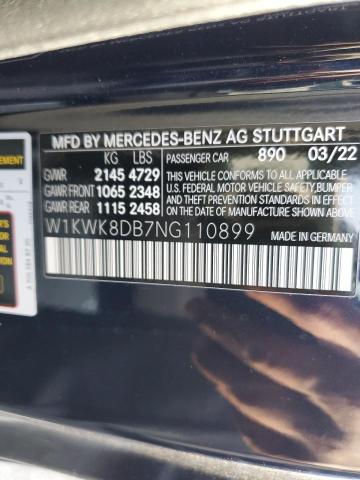 MFD BY MERCEDES-BENZ AG STUTTGART
KG LBS PASSENGER CAR 890 03/22
GVWR 2145 4729
GAWR FRONT 1065 2348
GAWR REAR 1115 2458
THIS VEHICLE CONFORMS TO ALL APPLICABLE
U.S. FEDERAL MOTOR VEHICLE SAFETY, BUMPER
AND THEFT PREVENTION STANDARDS IN EFFECT
ON THE DATE OF MANUFACTURE SHOWN ABOVE.
W1KWK8DB7NG110899
MADE IN GERMANY